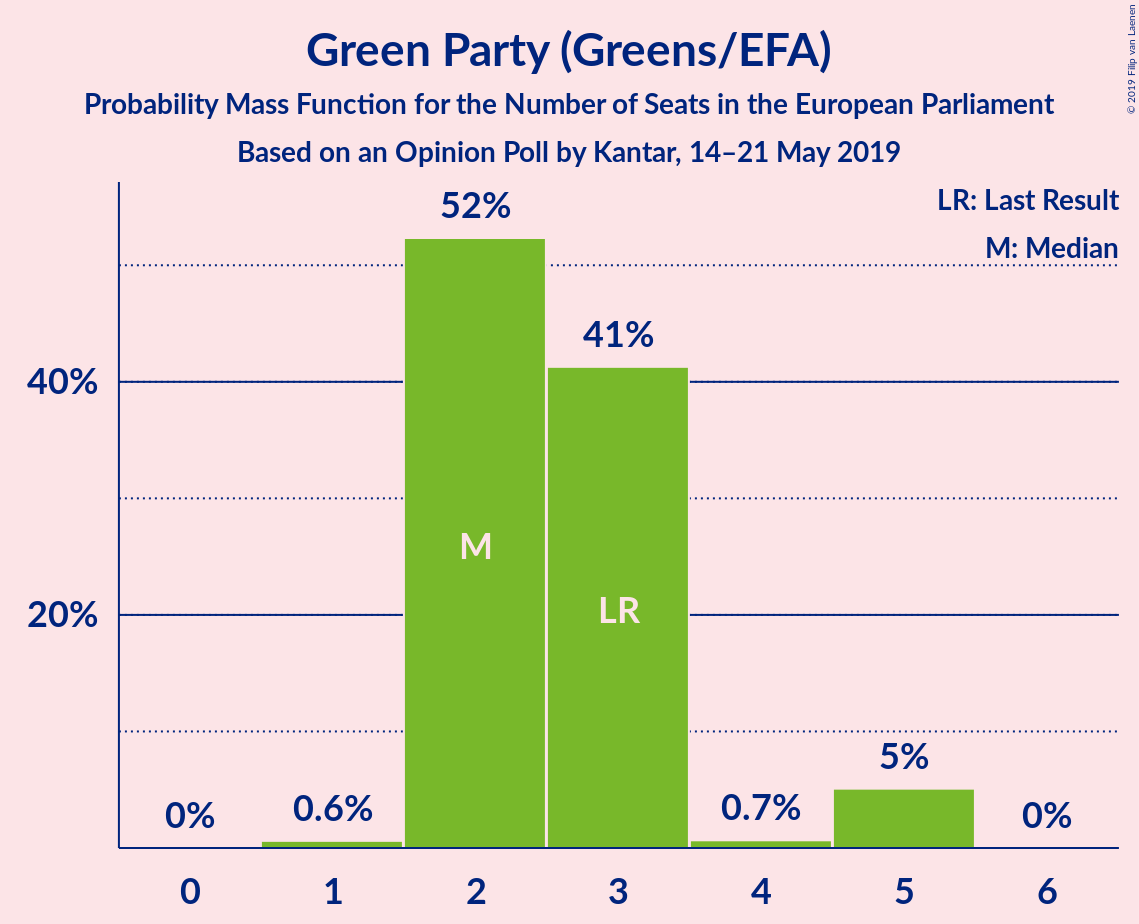 Green Party (Greens/EFA)
Probability Mass Function for the Number of Seats in the European Parliament
Based on an Opinion Poll by Kantar, 14–21 May 2019
© 2019 Filip van Laenen
LR: Last Result
M: Median
52%
41%
40%
M
LR
20%
5%
0%
0.6%
0.7%
0%
0
1
2
3
4
5
6